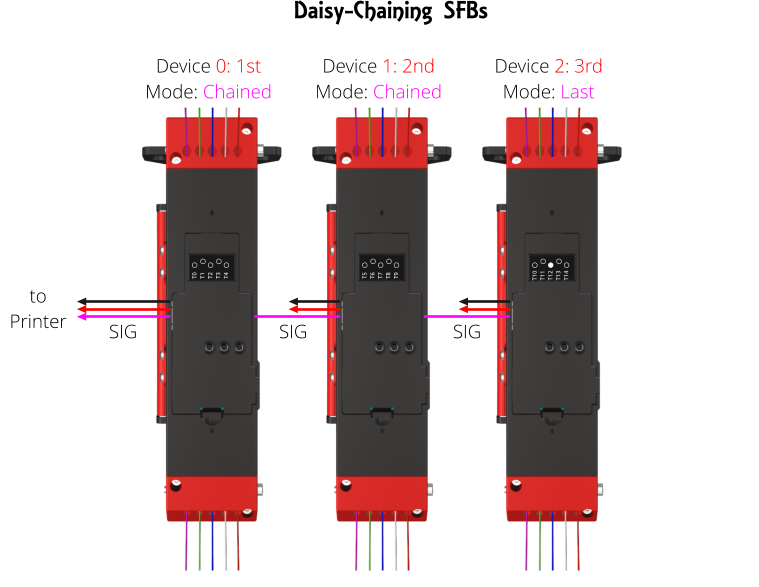 Daisy-Chaining SFBs
Device 0: 1st
Mode: Chained
Device 1: 2nd
Mode: Chained
Device 2: 3rd
Mode: Last
T0
T1
T2
T3
T4
T5
T6
T7
T8
T9
T10
T11
T12
T13
T14
to
Printer
SIG
SIG
SIG